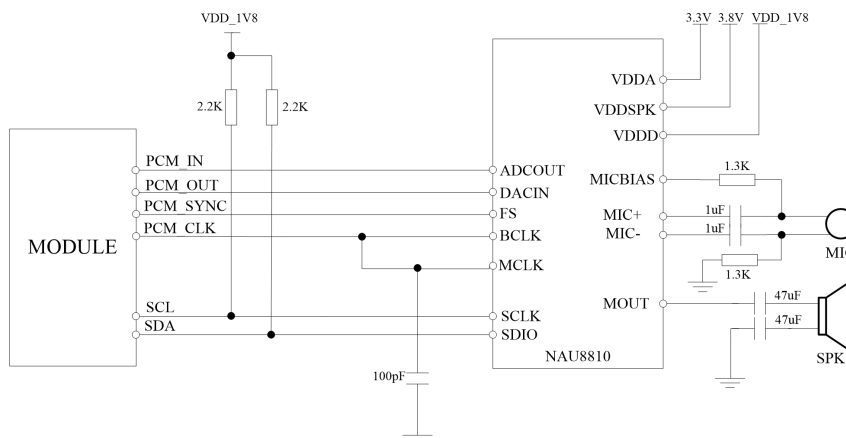 VDD_1V8
3.3V 3.8V VDD_1V8
2.2K 2.2K
VDDA
VDDSPK
VDDD
MODULE
PCM_IN
PCM_OUT
PCM_SYNC
PCM_CLK
SCL
SDA
ADCOUT
DACIN
FS
BCLK
MCLK
SCLK
SDIO
MICBIAS
MIC+
MIC-
MOUT
NAU8810
1.3K
1uF
1uF
1.3K
47uF
47uF
SPK
100pF